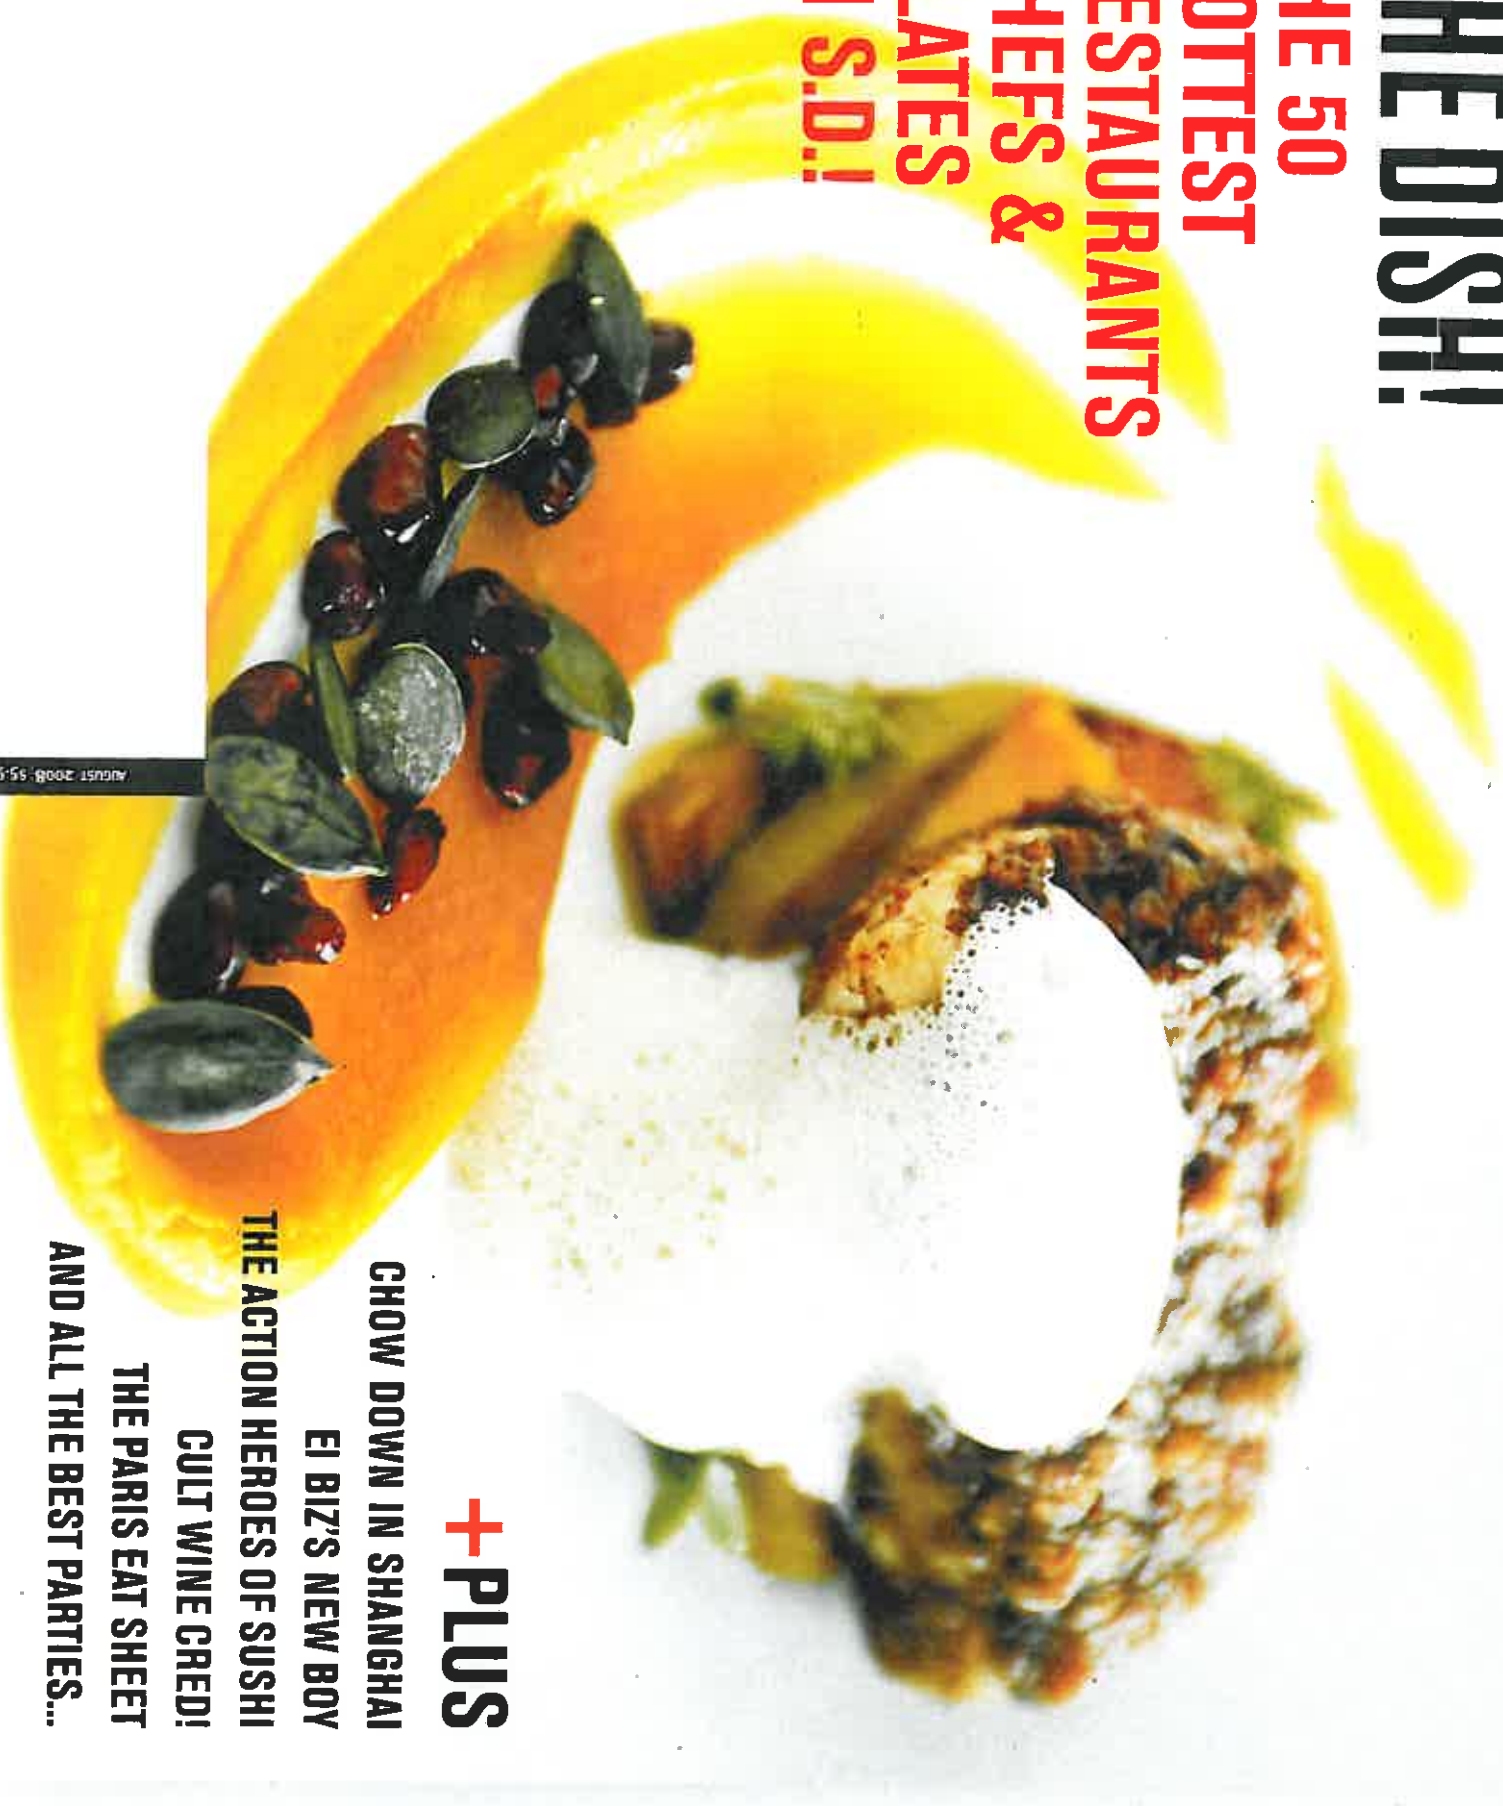 HE DISH!
HE 50
OTTEST
ESTAURANTS
HEFS &
LATES
S.D.!
+PLUS
CHOW DOWN IN SHANGHAI
EI BIZ'S NEW BOY
THE ACTION HEROES OF SUSHI
CULT WINE CRED!
THE PARIS EAT SHEET
AND ALL THE BEST PARTIES...
AUGUST 2008 $5.